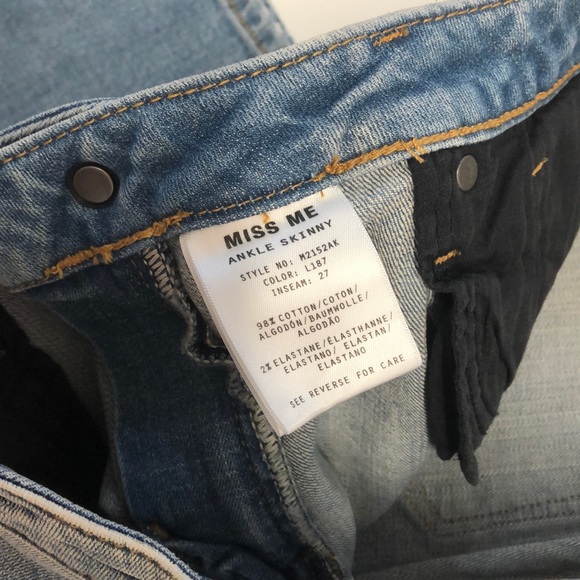 MISS ME
ANKLE SKINNY
STYLE NO: M2152AK
COLOR: L187
INSEAM: 27
98% COTTON/COTON/
ALGODÓN/BAUMWOLLE/
ALGODÃO
2% ELASTANE/ÉLASTHANNE/
ELASTANO/ ELASTAN/
ELASTANO
SEE REVERSE FOR CARE